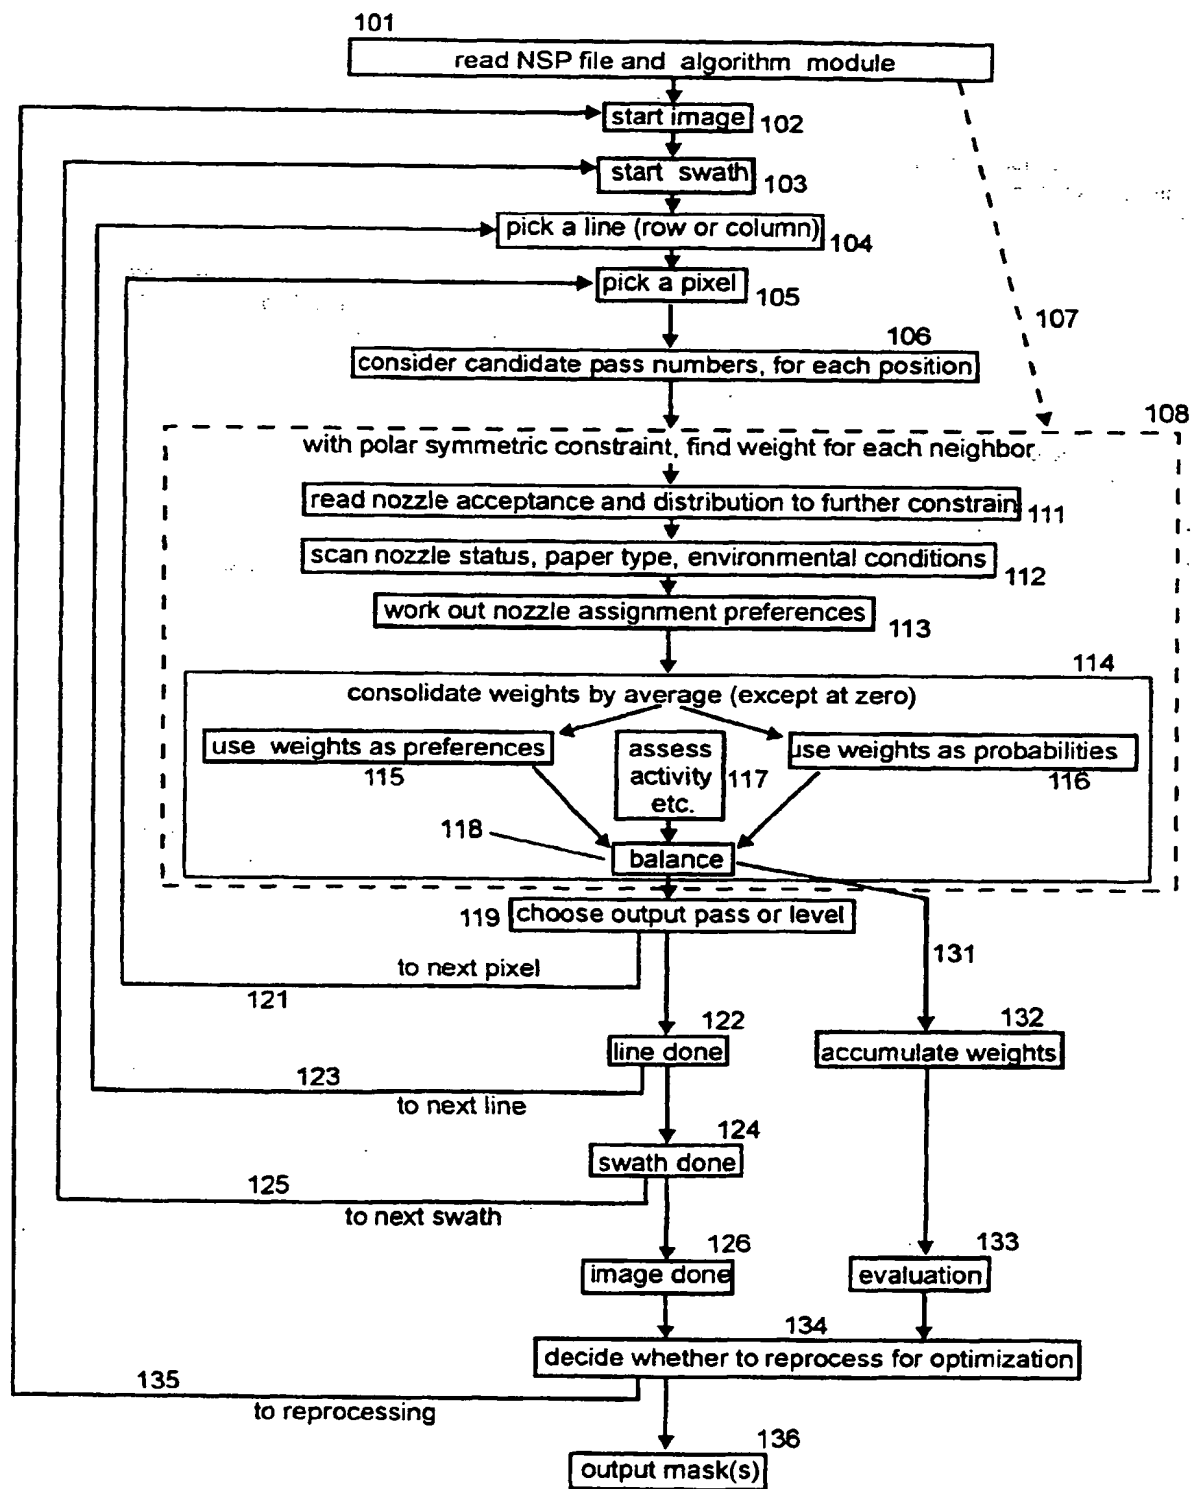 101
read NSP file and algorithm module
start image
102
start swath
103
pick a line (row or column)
104
pick a pixel
105
107
106
consider candidate pass numbers, for each position
108
with polar symmetric constraint, find weight for each neighbor
read nozzle acceptance and distribution to further constrain
111
scan nozzle status, paper type, environmental conditions
112
work out nozzle assignment preferences
113
114
consolidate weights by average (except at zero)
use weights as preferences
115
assess
activity
etc.
117
use weights as probabilities
116
118
balance
119
choose output pass or level
131
to next pixel
121
122
line done
132
accumulate weights
123
to next line
124
swath done
125
to next swath
126
image done
133
evaluation
134
decide whether to reprocess for optimization
135
to reprocessing
136
output mask(s)